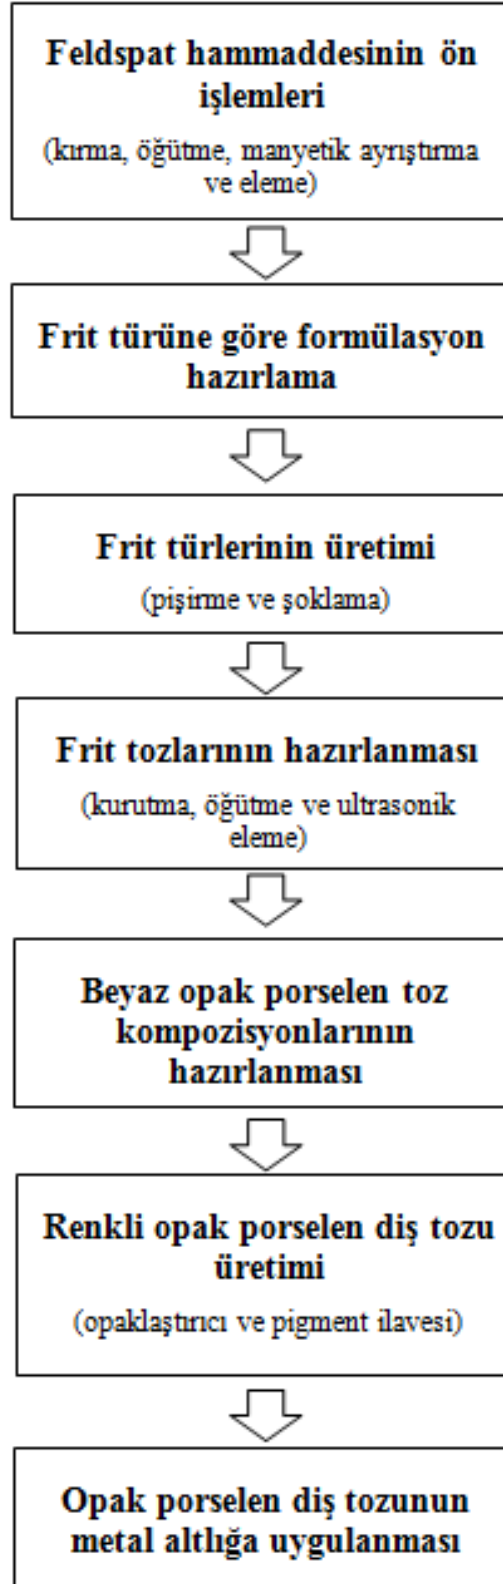 Feldspat hammaddesinin ön
işlemleri
(kırma, öğütme, manyetik ayrıştırma
ve eleme)
Frit türüne göre formülasyon
hazırlama
Frit türlerinin üretimi
(pişirme ve şoklama)
Frit tozlarının hazırlanması
(kurutma, öğütme ve ultrasonik
eleme)
Beyaz opak porselen toz
kompozisyonlarının
hazırlanması
Renkli opak porselen diş tozu
üretimi
(opaklaştırıcı ve pigment ilavesi)
Opak porselen diş tozunun
metal altlığa uygulanması